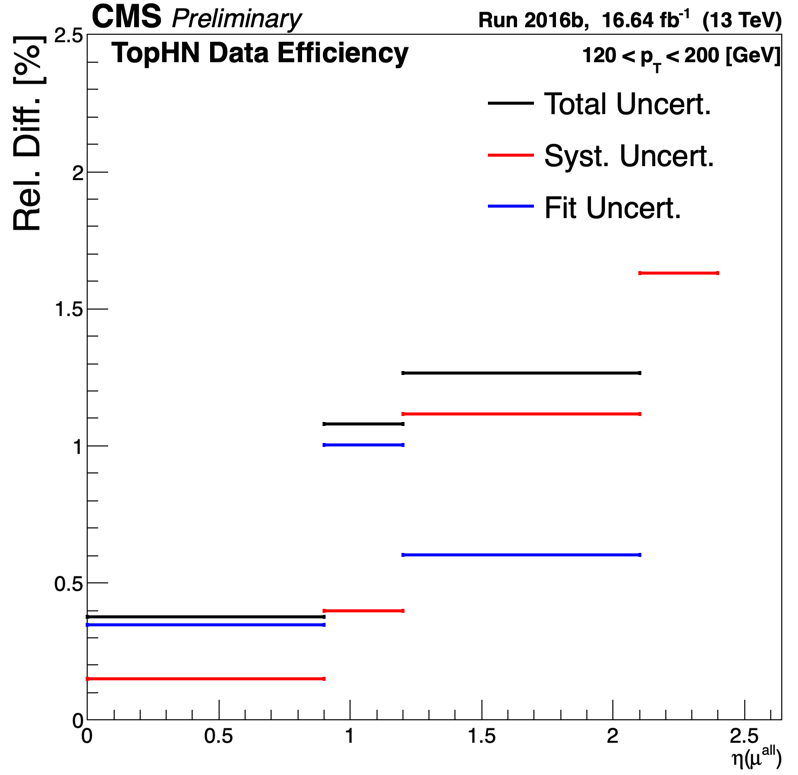 CMS Preliminary Run 2016b, 16.64 fb⁻¹ (13 TeV)
TopHN Data Efficiency 120 < pT < 200 [GeV]
Total Uncert.
Syst. Uncert.
Fit Uncert.
Rel. Diff. [%]
2.5
2
1.5
1
0.5
0
0 0.5 1 1.5 2 2.5
η(μᵃˡˡ)